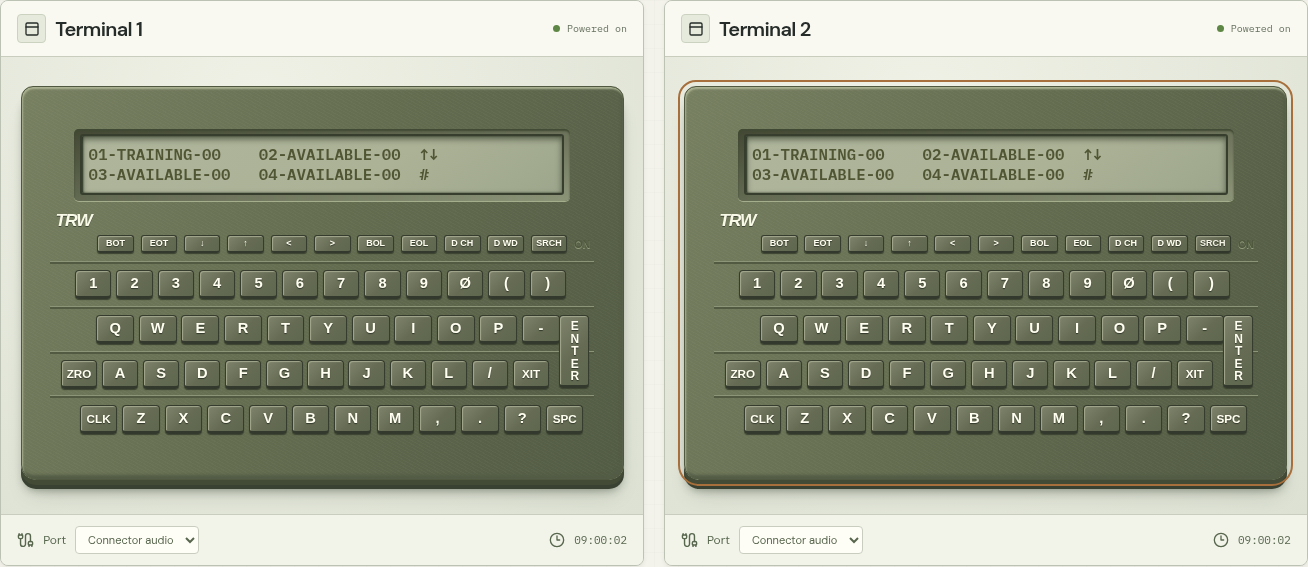 Terminal 1
Powered on
01-TRAINING-00 02-AVAILABLE-00 ↑↓
03-AVAILABLE-00 04-AVAILABLE-00 #
TRW
BOT EOT ↓ ↑ < > BOL EOL D CH D WD SRCH ON
1 2 3 4 5 6 7 8 9 Ø ( )
Q W E R T Y U I O P - ENTER
ZRO A S D F G H J K L / XIT
CLK Z X C V B N M , . ? SPC
Port Connector audio 09:00:02
Terminal 2
Powered on
01-TRAINING-00 02-AVAILABLE-00 ↑↓
03-AVAILABLE-00 04-AVAILABLE-00 #
TRW
BOT EOT ↓ ↑ < > BOL EOL D CH D WD SRCH ON
1 2 3 4 5 6 7 8 9 Ø ( )
Q W E R T Y U I O P - ENTER
ZRO A S D F G H J K L / XIT
CLK Z X C V B N M , . ? SPC
Port Connector audio 09:00:02